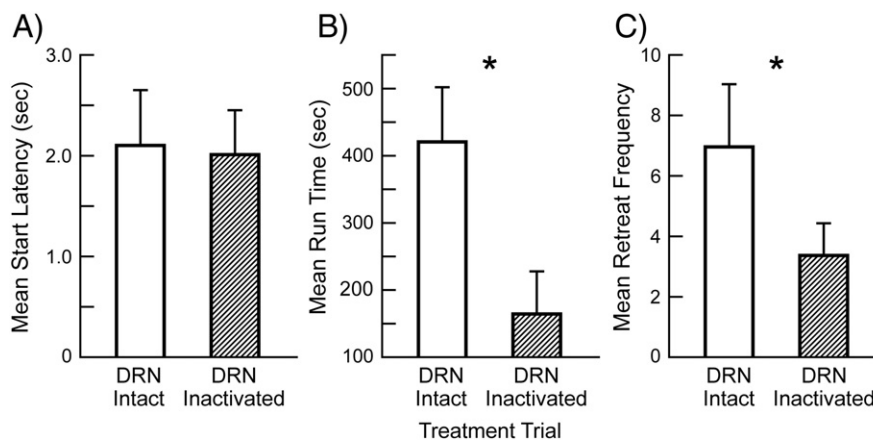 A)
Mean Start Latency (sec)
3.0
2.0
1.0
0
DRN Intact
DRN Inactivated
B)
*
Mean Run Time (sec)
500
400
200
100
DRN Intact
DRN Inactivated
Treatment Trial
C)
*
Mean Retreat Frequency
10
8
6
4
2
0
DRN Intact
DRN Inactivated